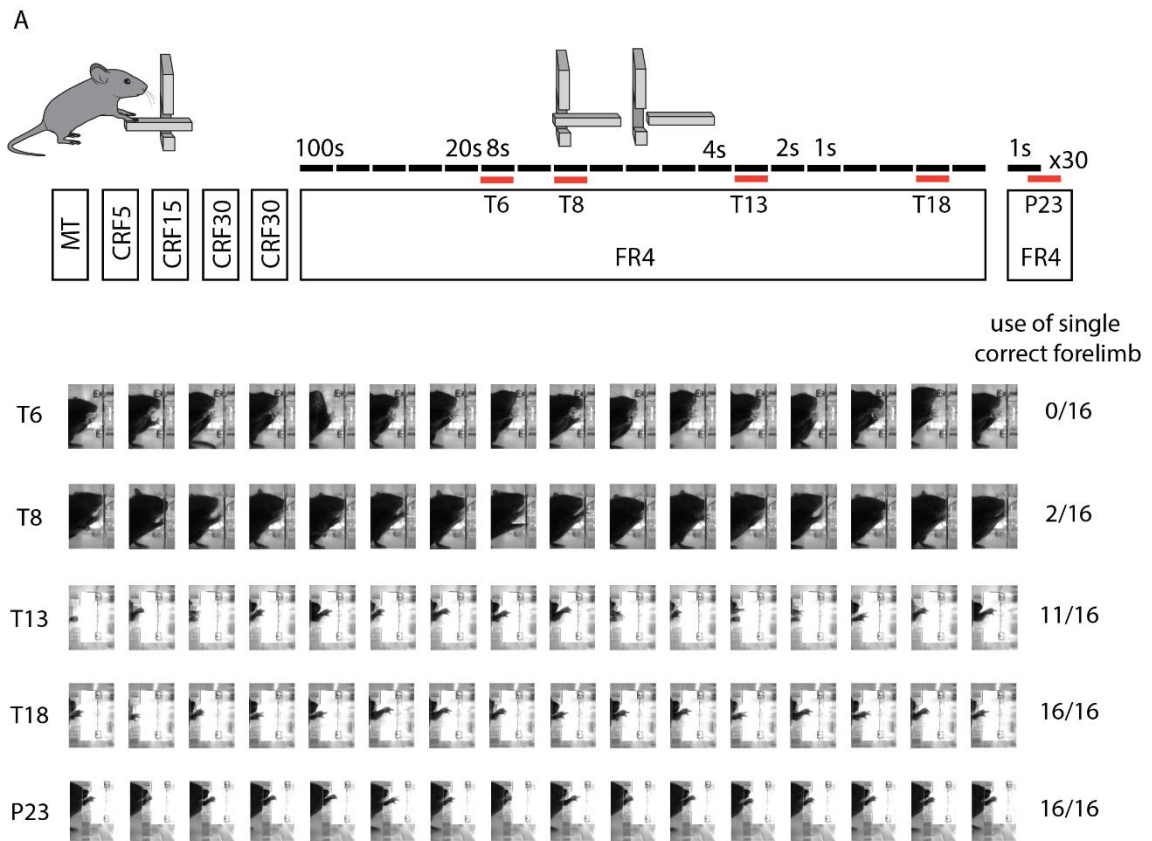 A
100s 20s 8s 4s 2s 1s 1s x30
T6 T8 T13 T18 P23
MT CRF5 CRF15 CRF30 CRF30 FR4 FR4
use of single
correct forelimb
T6 0/16
T8 2/16
T13 11/16
T18 16/16
P23 16/16